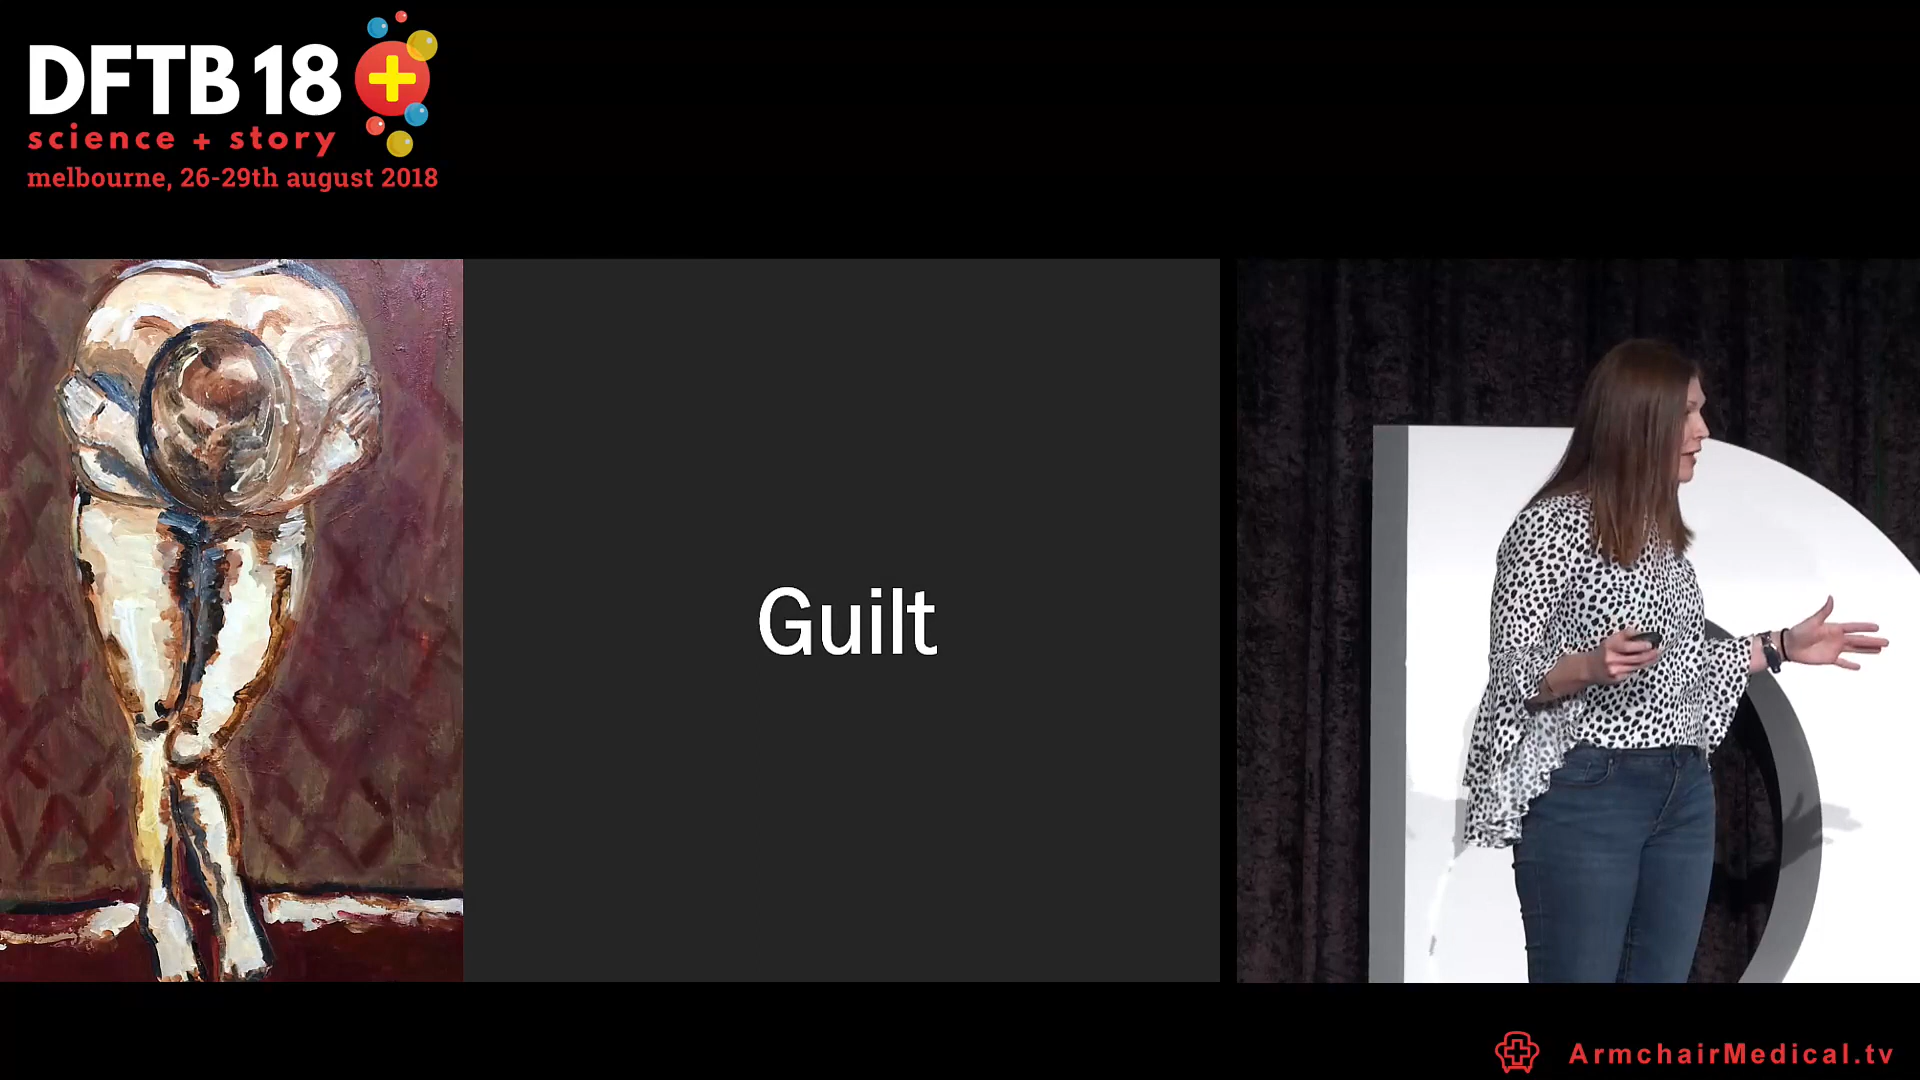 DFTB 18
science + story
melbourne, 26-29th august 2018
Guilt
ArmchairMedical.tv